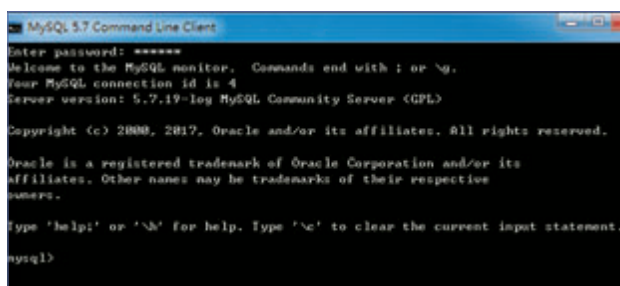 MySQL 5.7 Command Line Client
Enter password: ******
Welcome to the MySQL monitor.  Commands end with ; or \g.
Your MySQL connection id is 4
Server version: 5.7.19-log MySQL Community Server (GPL)
Copyright (c) 2000, 2017, Oracle and/or its affiliates. All rights reserved.
Oracle is a registered trademark of Oracle Corporation and/or its
affiliates. Other names may be trademarks of their respective
owners.
Type 'help;' or '\h' for help. Type '\c' to clear the current input statement.
mysql>